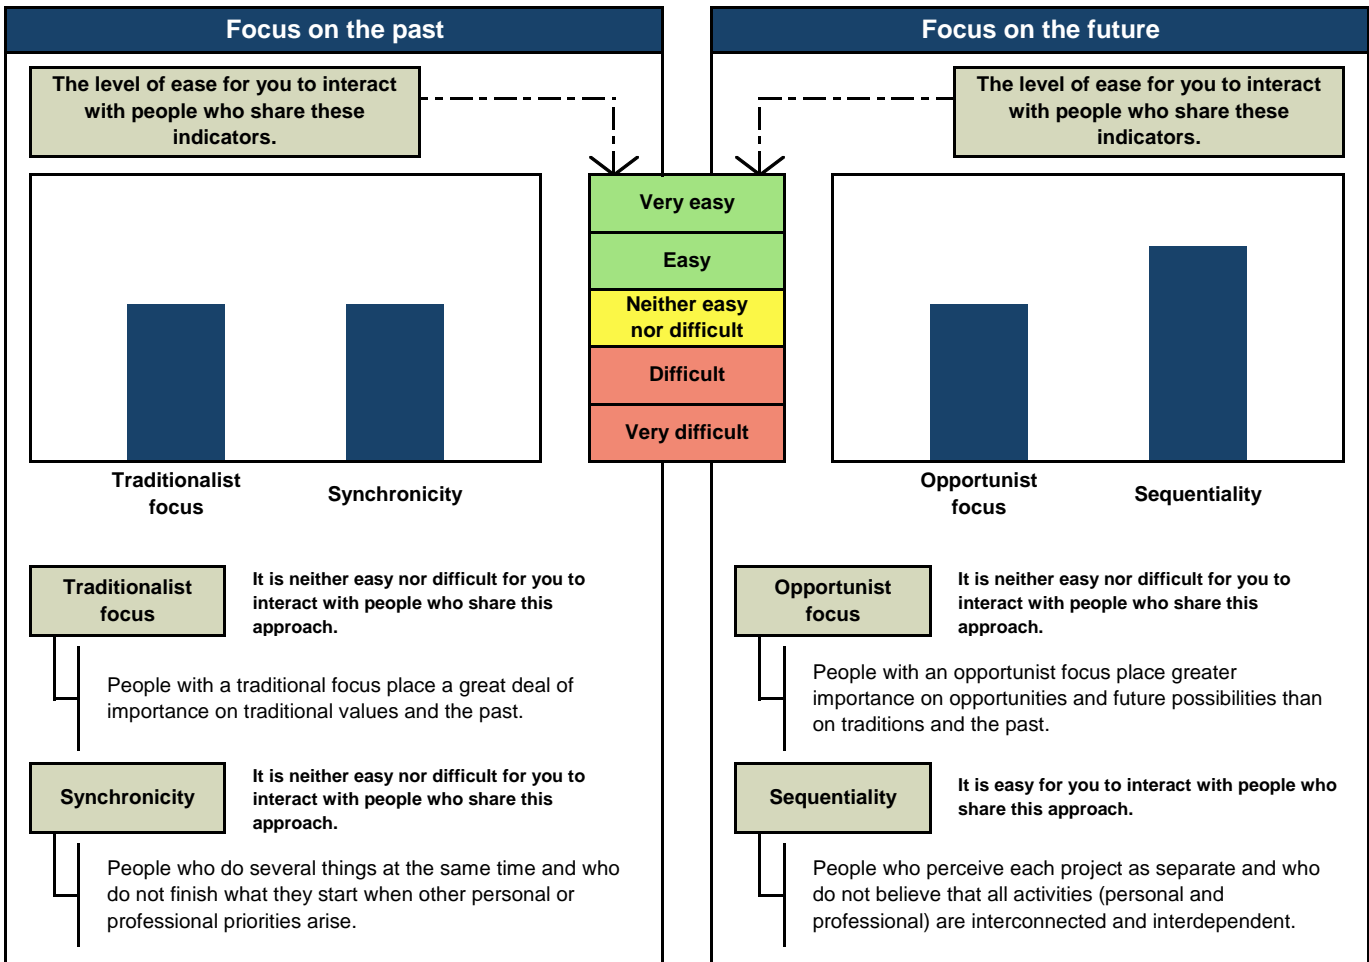 Focus on the past
The level of ease for you to interact
with people who share these
indicators.
Traditionalist
focus
Synchronicity
Very easy
Easy
Neither easy
nor difficult
Difficult
Very difficult
Focus on the future
The level of ease for you to interact
with people who share these
indicators.
Opportunist
focus
Sequentiality
Traditionalist
focus
It is neither easy nor difficult for you to
interact with people who share this
approach.
People with a traditional focus place a great deal of
importance on traditional values and the past.
Synchronicity
It is neither easy nor difficult for you to
interact with people who share this
approach.
People who do several things at the same time and who
do not finish what they start when other personal or
professional priorities arise.
Opportunist
focus
It is neither easy nor difficult for you to
interact with people who share this
approach.
People with an opportunist focus place greater
importance on opportunities and future possibilities than
on traditions and the past.
Sequentiality
It is easy for you to interact with people who
share this approach.
People who perceive each project as separate and who
do not believe that all activities (personal and
professional) are interconnected and interdependent.